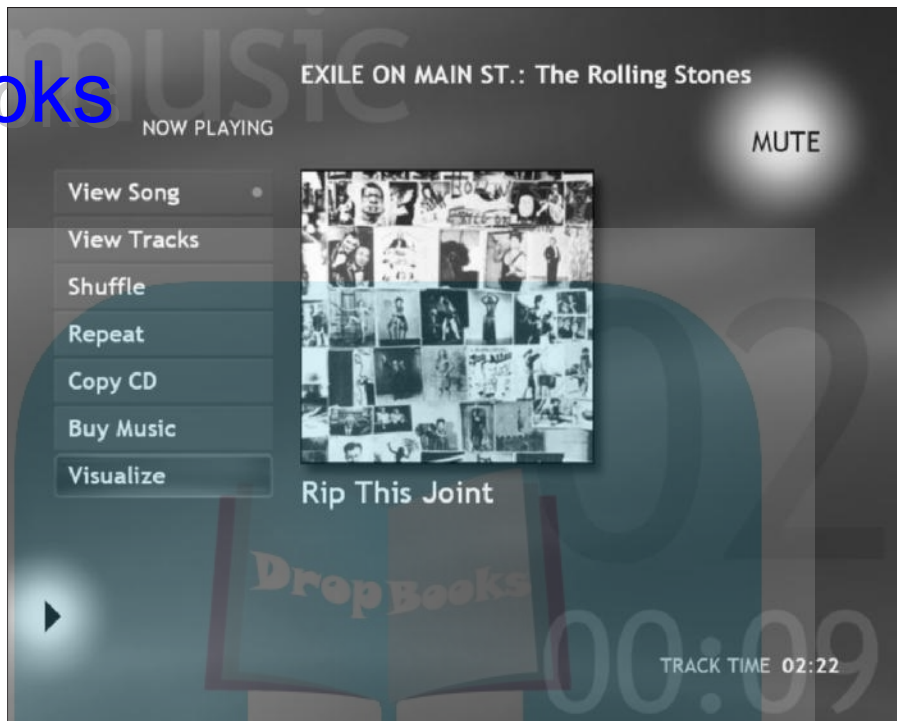 music
oks
EXILE ON MAIN ST.: The Rolling Stones
NOW PLAYING
MUTE
View Song
View Tracks
Shuffle
Repeat
Copy CD
Buy Music
Visualize
Rip This Joint
02
DropBooks
00:09
TRACK TIME 02:22